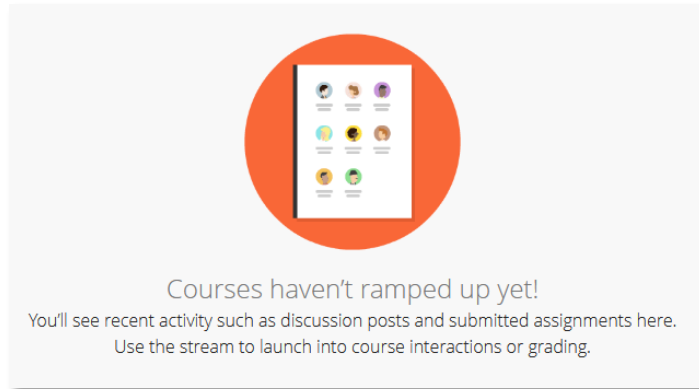 Courses haven’t ramped up yet!
You’ll see recent activity such as discussion posts and submitted assignments here.
Use the stream to launch into course interactions or grading.